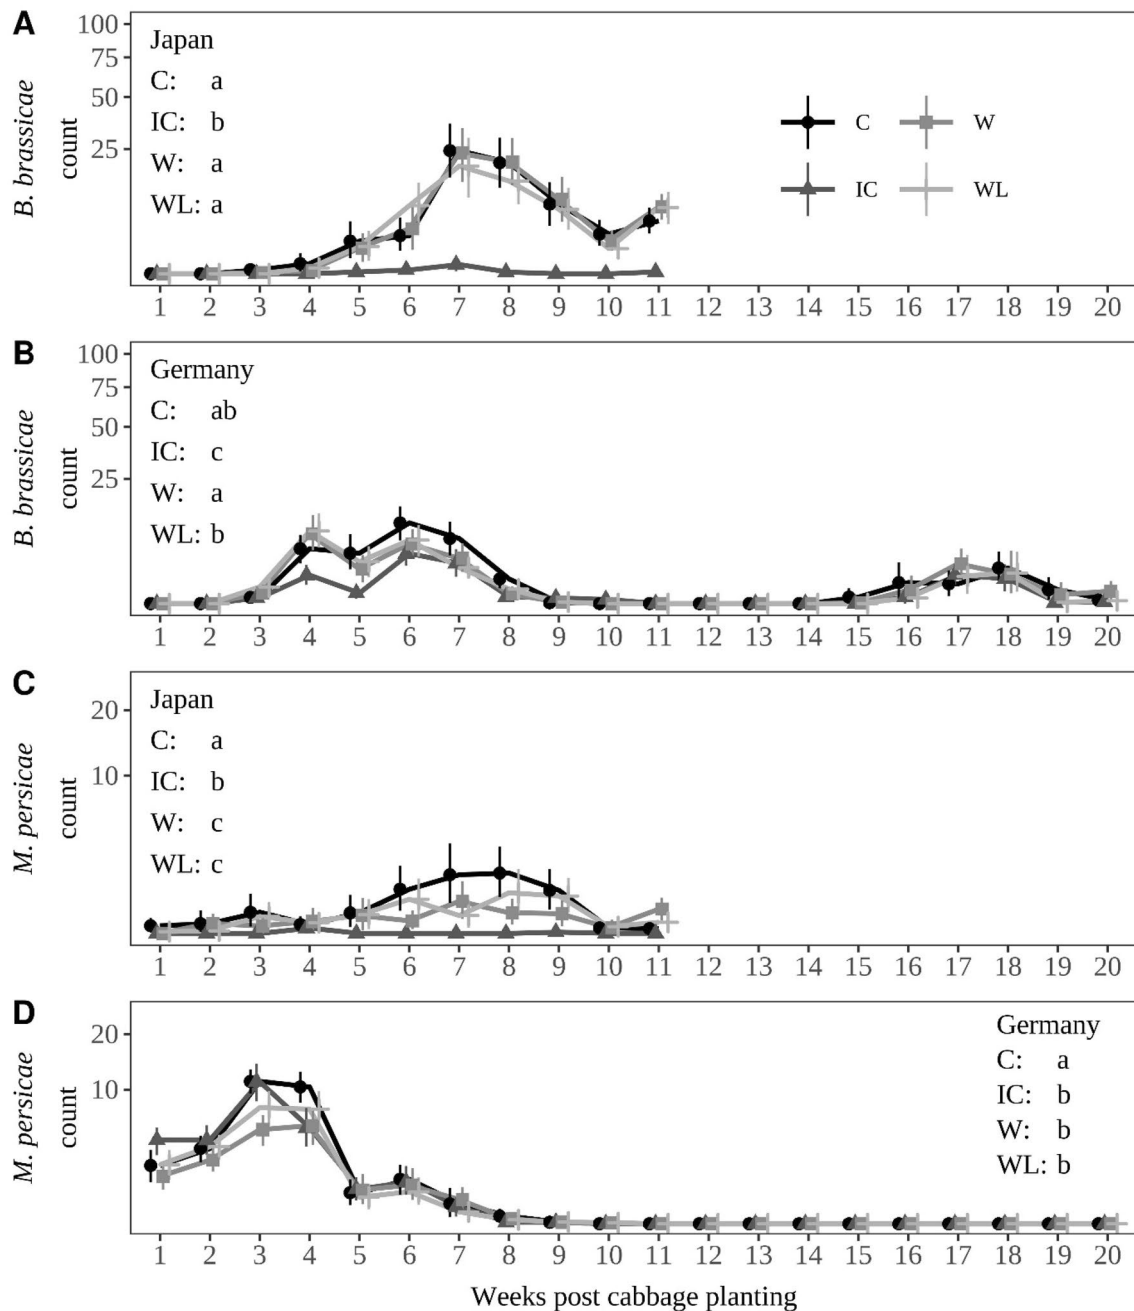 A
B. brassicae
count
100
75
50
25
Japan
C: a
IC: b
W: a
WL: a
C W
IC WL
1 2 3 4 5 6 7 8 9 10 11 12 13 14 15 16 17 18 19 20
B
B. brassicae
count
100
75
50
25
Germany
C: ab
IC: c
W: a
WL: b
1 2 3 4 5 6 7 8 9 10 11 12 13 14 15 16 17 18 19 20
C
M. persicae
count
20
10
Japan
C: a
IC: b
W: c
WL: c
1 2 3 4 5 6 7 8 9 10 11 12 13 14 15 16 17 18 19 20
D
M. persicae
count
20
10
Germany
C: a
IC: b
W: b
WL: b
1 2 3 4 5 6 7 8 9 10 11 12 13 14 15 16 17 18 19 20
Weeks post cabbage planting